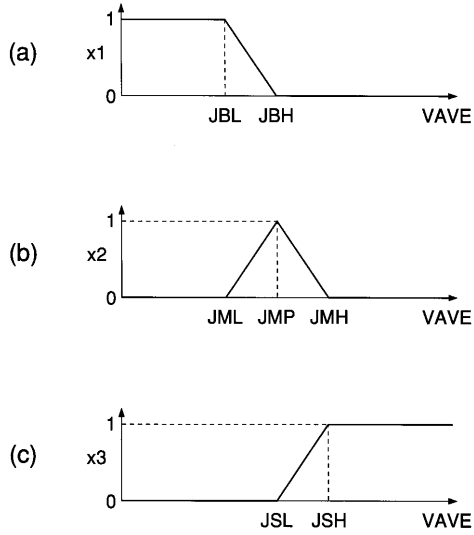 (a)
1
x1
0
JBL JBH VAVE
(b)
1
x2
0
JML JMP JMH VAVE
(c)
1
x3
0
JSL JSH VAVE